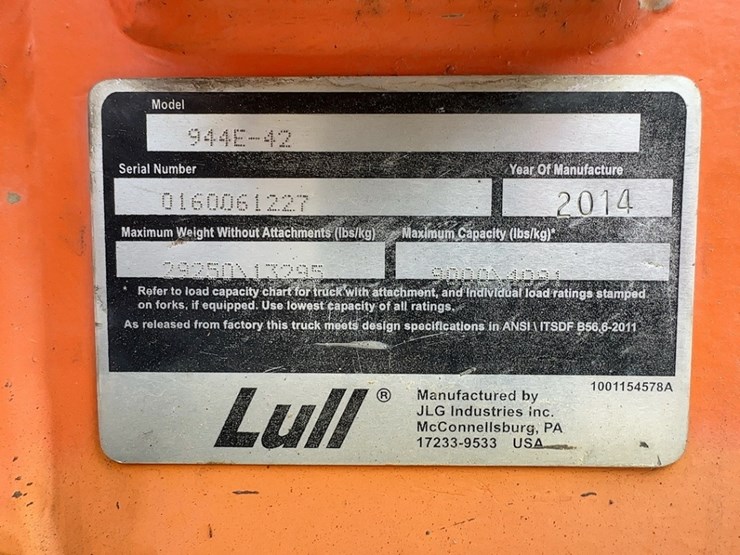 Model
944E-42
Serial Number Year Of Manufacture
0160061227 2014
Maximum Weight Without Attachments (lbs/kg) Maximum Capacity (lbs/kg)*
29250\13295 9000\4091
* Refer to load capacity chart for truck with attachment, and individual load ratings stamped
on forks, if equipped. Use lowest capacity of all ratings.
As released from factory this truck meets design specifications in ANSI \ ITSDF B56.6-2011
1001154578A
Lull®
Manufactured by
JLG Industries inc.
McConnellsburg, PA
17233-9533 USA